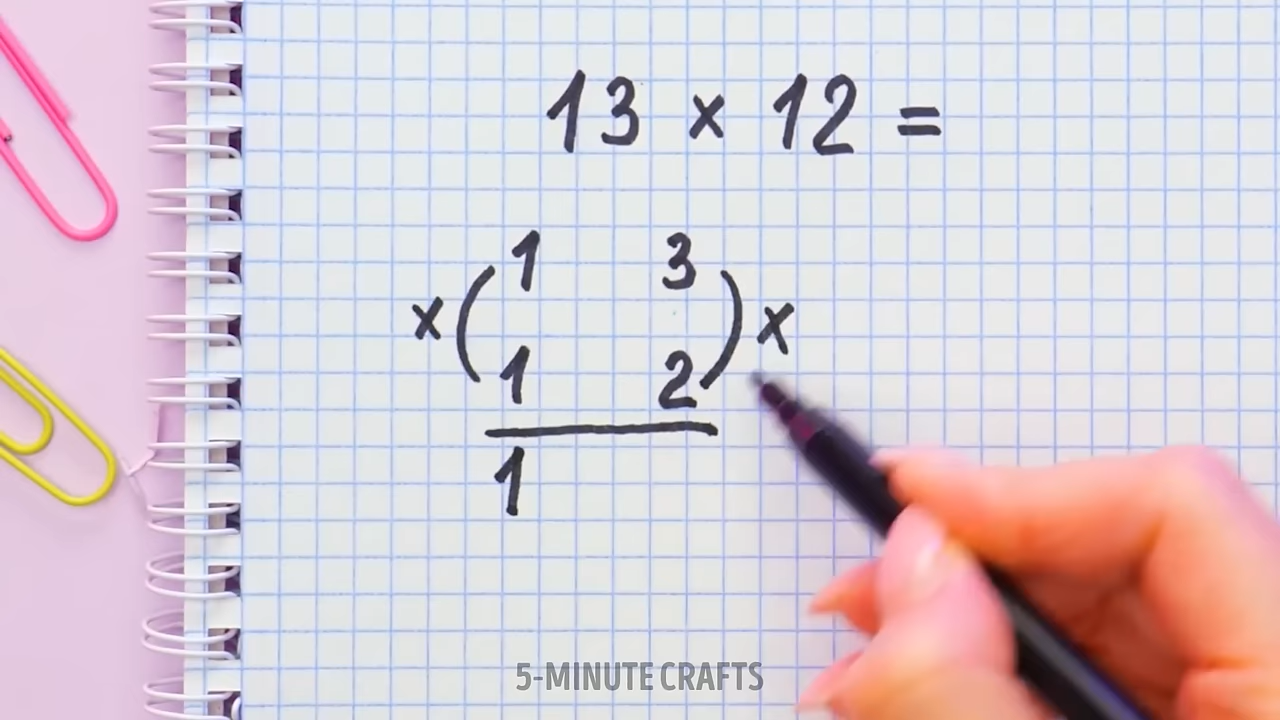 13 × 12 =
1 3
× ( ) ×
1 2
1
5-MINUTE CRAFTS